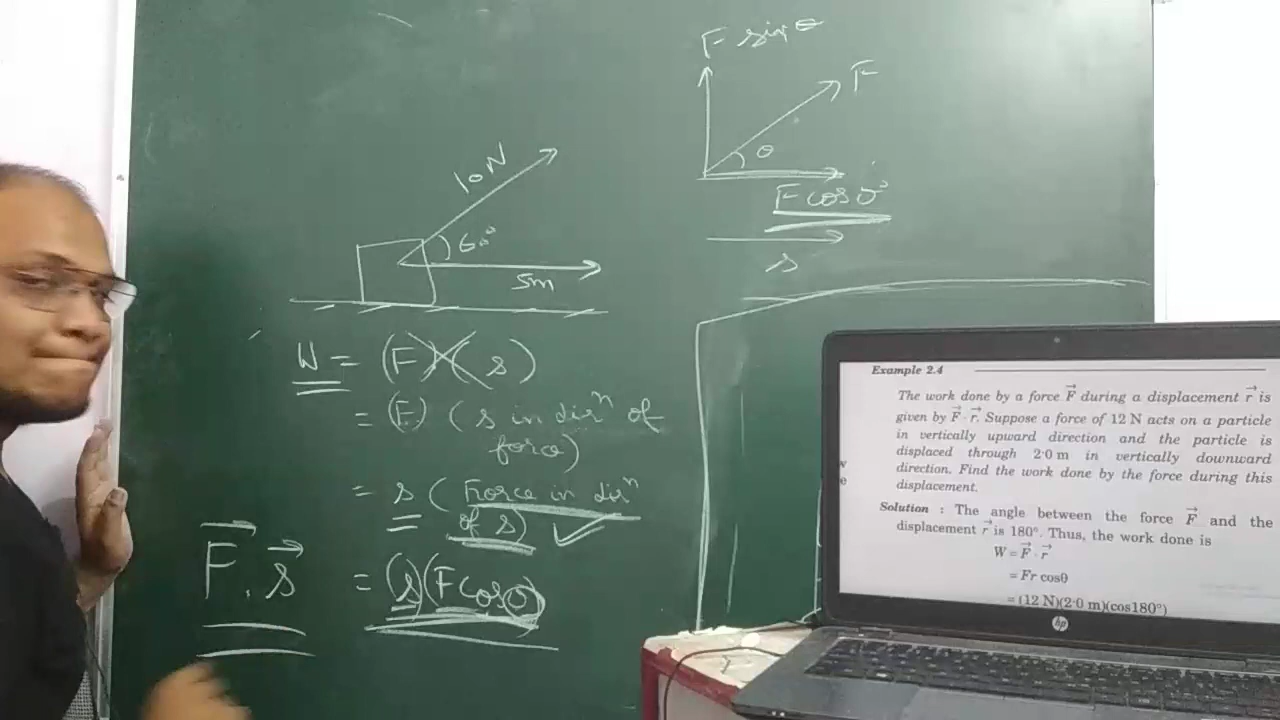 F sinθ
F
θ
F cosθ
s
10N
60°
5m
W = (F)(s)
= (F) (s in dirⁿ of
force)
= s (Force in dirⁿ
of s) ✓
F⃗.s⃗ = (s)(F cosθ)
Example 2.4
The work done by a force F⃗ during a displacement r⃗ is
given by F⃗ · r⃗. Suppose a force of 12 N acts on a particle
in vertically upward direction and the particle is
displaced through 2·0 m in vertically downward
direction. Find the work done by the force during this
displacement.
Solution : The angle between the force F⃗ and the
displacement r⃗ is 180°. Thus, the work done is
W = F⃗ · r⃗
= Fr cosθ
= (12 N)(2·0 m)(cos180°)
hp